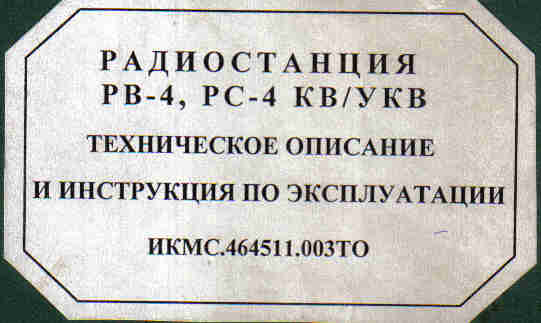 РАДИОСТАНЦИЯ
РВ-4, РС-4 КВ/УКВ
ТЕХНИЧЕСКОЕ ОПИСАНИЕ
И ИНСТРУКЦИЯ ПО ЭКСПЛУАТАЦИИ
ИКМС.464511.003ТО